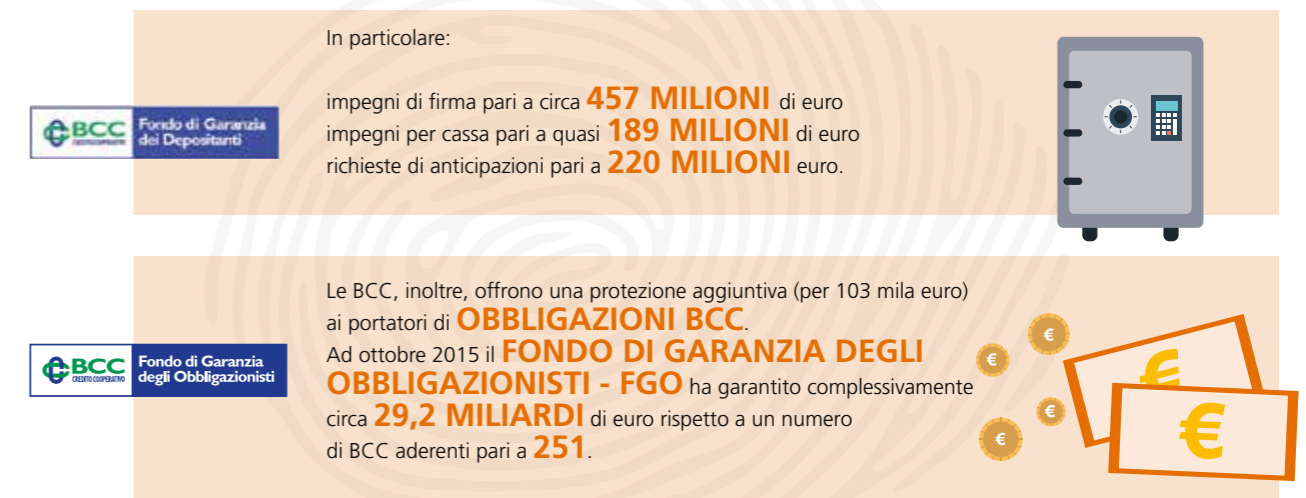 In particolare:
impegni di firma pari a circa 457 MILIONI di euro
impegni per cassa pari a quasi 189 MILIONI di euro
richieste di anticipazioni pari a 220 MILIONI euro.
BCC
CREDITO COOPERATIVO
Fondo di Garanzia
dei Depositanti
Le BCC, inoltre, offrono una protezione aggiuntiva (per 103 mila euro)
ai portatori di OBBLIGAZIONI BCC.
Ad ottobre 2015 il FONDO DI GARANZIA DEGLI
OBBLIGAZIONISTI - FGO ha garantito complessivamente
circa 29,2 MILIARDI di euro rispetto a un numero
di BCC aderenti pari a 251.
BCC
CREDITO COOPERATIVO
Fondo di Garanzia
degli Obbligazionisti
€
€
€
€
€
€